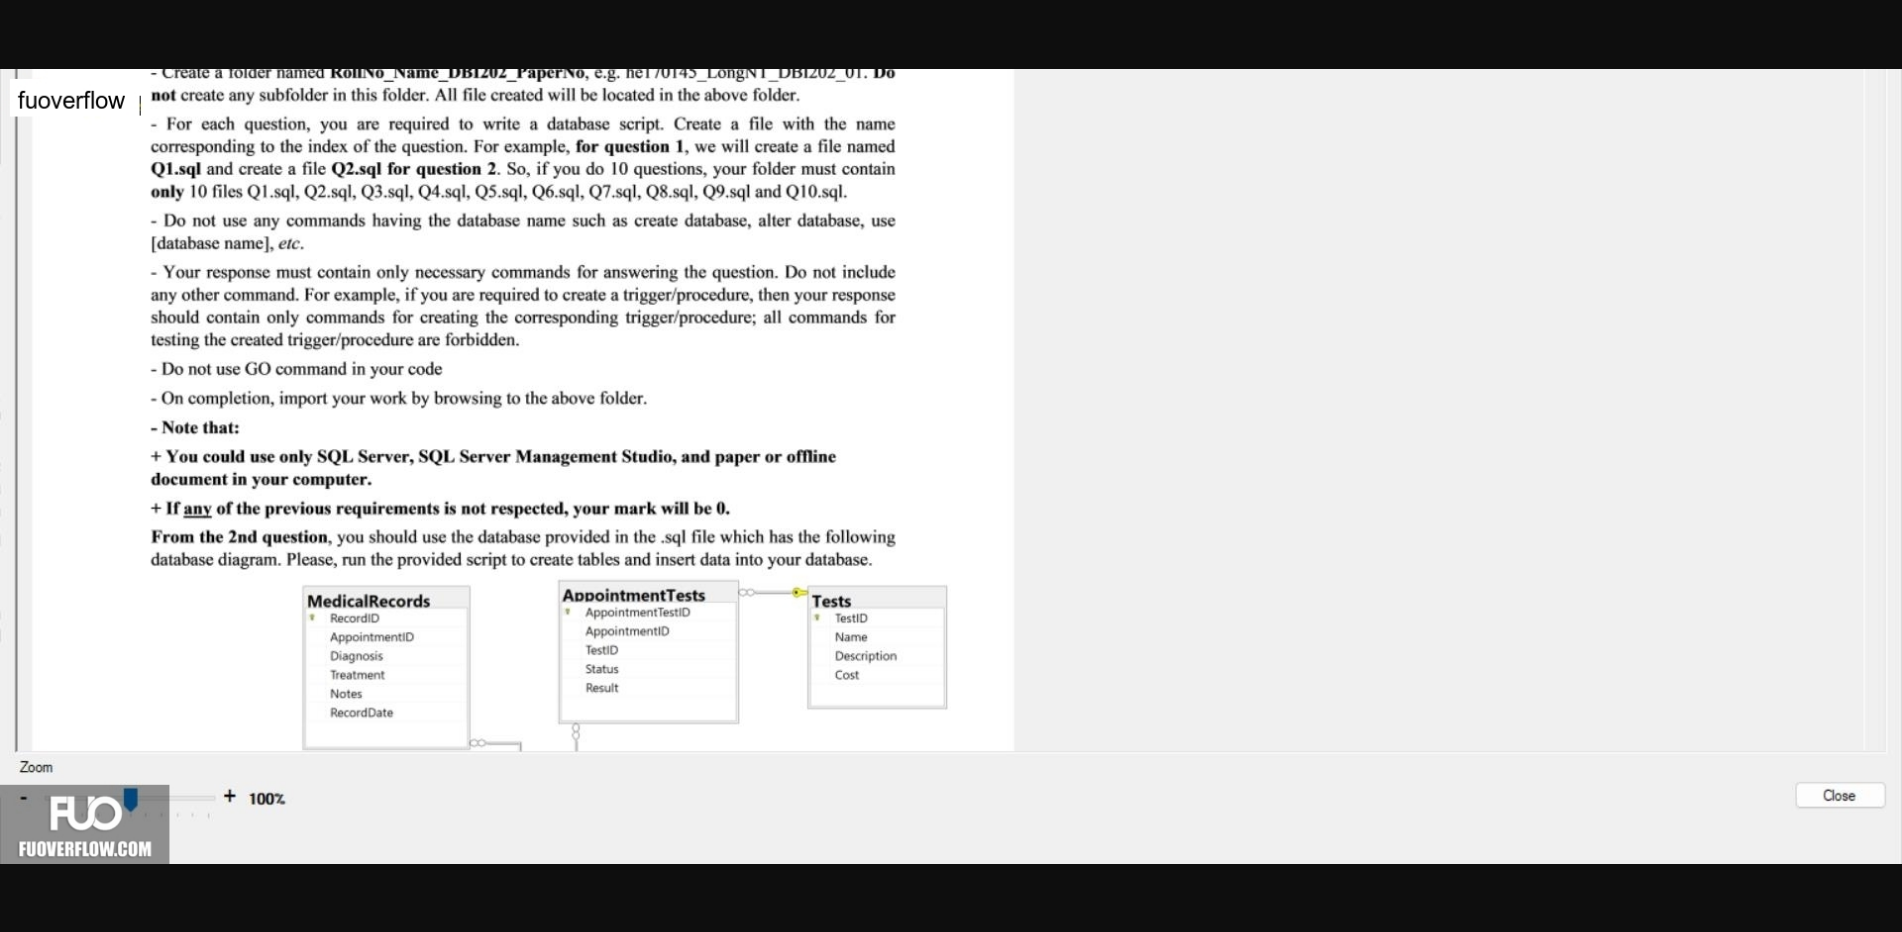 - Create a folder named RollNo_Name_DBI202_PaperNo, e.g. he170145_LongNT_DBI202_01. Do
fuoverflow
not create any subfolder in this folder. All file created will be located in the above folder.
- For each question, you are required to write a database script. Create a file with the name
corresponding to the index of the question. For example, for question 1, we will create a file named
Q1.sql and create a file Q2.sql for question 2. So, if you do 10 questions, your folder must contain
only 10 files Q1.sql, Q2.sql, Q3.sql, Q4.sql, Q5.sql, Q6.sql, Q7.sql, Q8.sql, Q9.sql and Q10.sql.
- Do not use any commands having the database name such as create database, alter database, use
[database name], etc.
- Your response must contain only necessary commands for answering the question. Do not include
any other command. For example, if you are required to create a trigger/procedure, then your response
should contain only commands for creating the corresponding trigger/procedure; all commands for
testing the created trigger/procedure are forbidden.
- Do not use GO command in your code
- On completion, import your work by browsing to the above folder.
- Note that:
+ You could use only SQL Server, SQL Server Management Studio, and paper or offline
document in your computer.
+ If any of the previous requirements is not respected, your mark will be 0.
From the 2nd question, you should use the database provided in the .sql file which has the following
database diagram. Please, run the provided script to create tables and insert data into your database.
MedicalRecords
RecordID
AppointmentID
Diagnosis
Treatment
Notes
RecordDate
AppointmentTests
AppointmentTestID
AppointmentID
TestID
Status
Result
Tests
TestID
Name
Description
Cost
Zoom
- + 100%
Close
FUO
FUOVERFLOW.COM